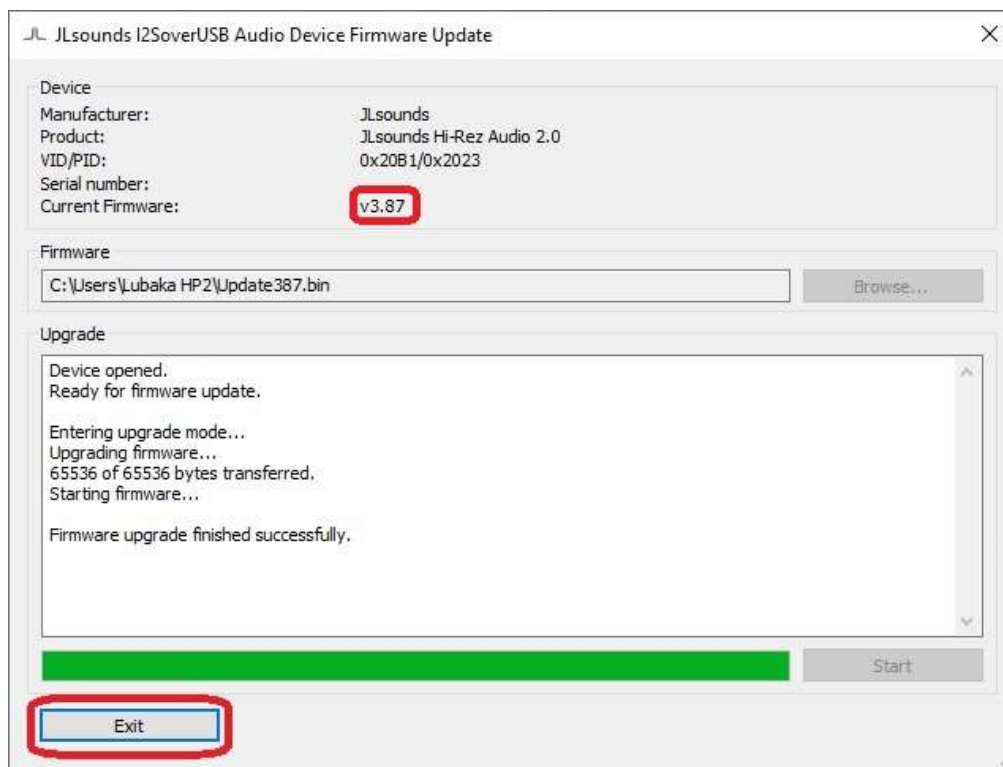 JLsounds I2SoverUSB Audio Device Firmware Update
Device
Manufacturer: JLsounds
Product: JLsounds Hi-Rez Audio 2.0
VID/PID: 0x20B1/0x2023
Serial number:
Current Firmware: v3.87
Firmware
C:\Users\Lubaka HP2\Update387.bin Browse...
Upgrade
Device opened.
Ready for firmware update.
Entering upgrade mode...
Upgrading firmware...
65536 of 65536 bytes transferred.
Starting firmware...
Firmware upgrade finished successfully.
Start
Exit